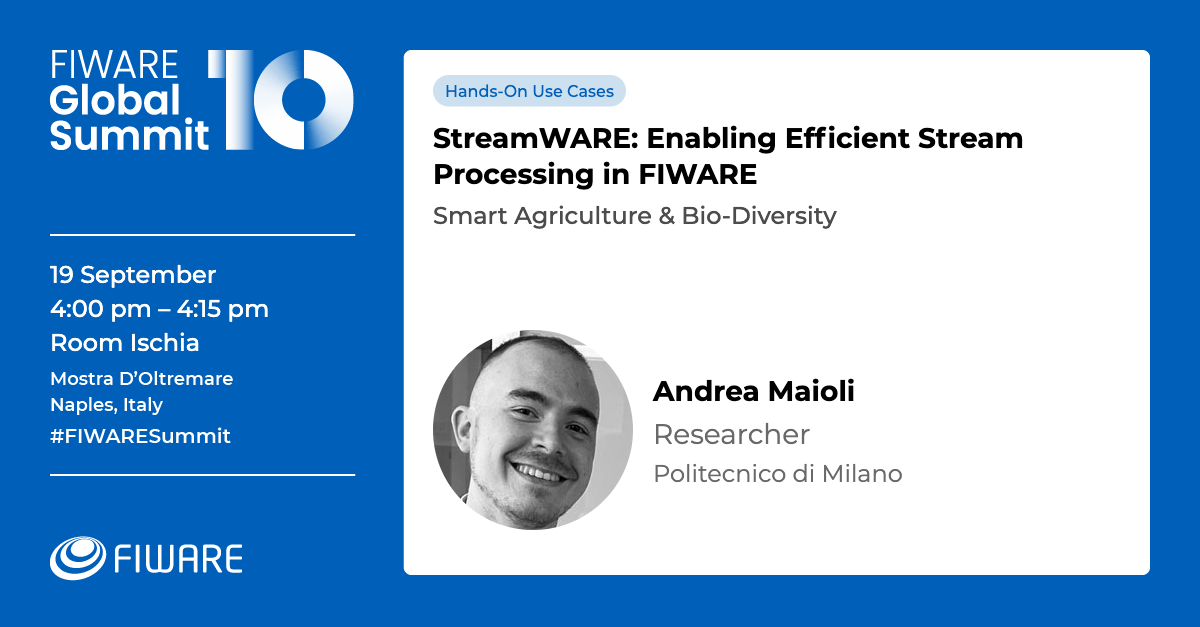 FIWARE
Global
Summit
10
19 September
4:00 pm – 4:15 pm
Room Ischia
Mostra D’Oltremare
Naples, Italy
#FIWARESummit
FIWARE
Hands-On Use Cases
StreamWARE: Enabling Efficient Stream
Processing in FIWARE
Smart Agriculture & Bio-Diversity
Andrea Maioli
Researcher
Politecnico di Milano